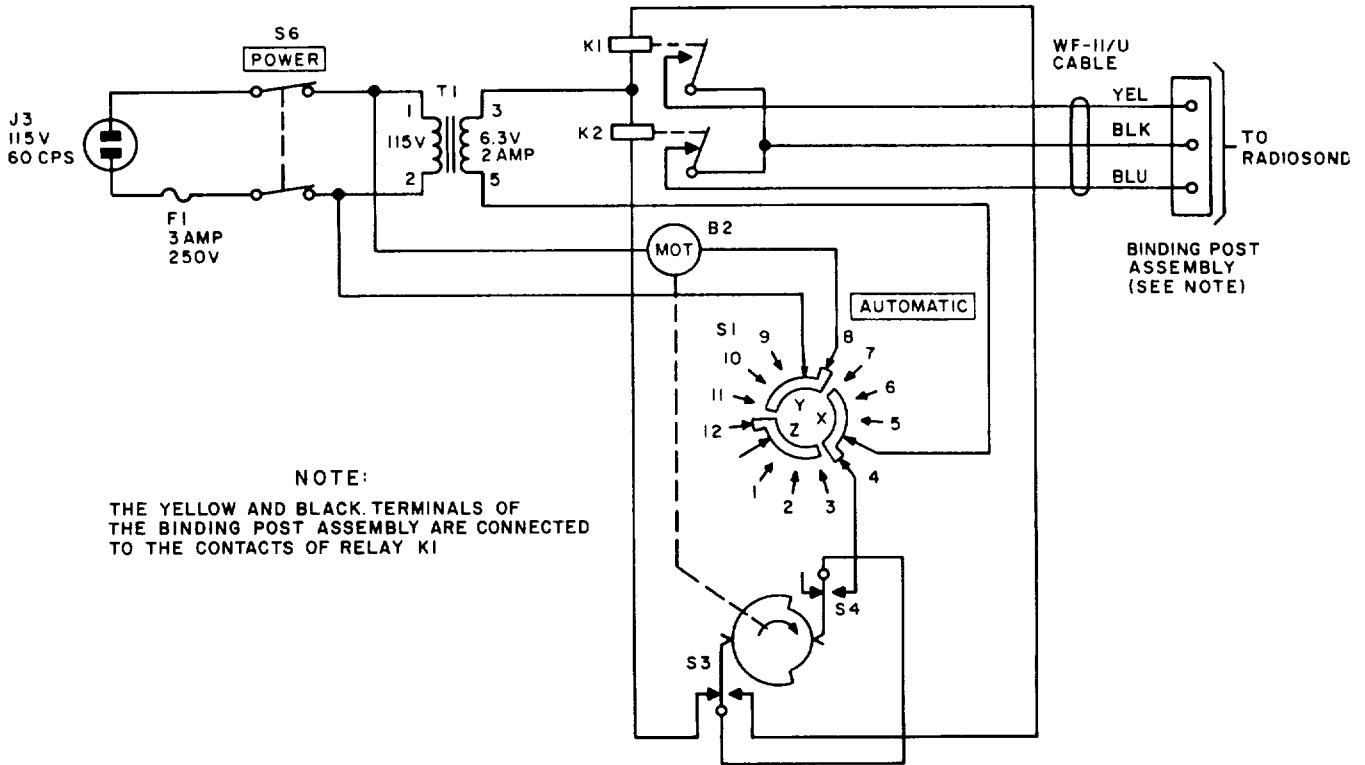 S6
POWER
J3
115V
60 CPS
F1
3 AMP
250V
T1
1
115V
2
3
6.3V
2 AMP
5
K1
K2
WF-11/U
CABLE
YEL
BLK
BLU
TO
RADIOSOND
BINDING POST
ASSEMBLY
(SEE NOTE)
MOT
B2
AUTOMATIC
S1
9
8
10
7
11
6
12
5
Y
X
Z
1
2
3
4
NOTE:
THE YELLOW AND BLACK. TERMINALS OF
THE BINDING POST ASSEMBLY ARE CONNECTED
TO THE CONTACTS OF RELAY K1
S4
S3